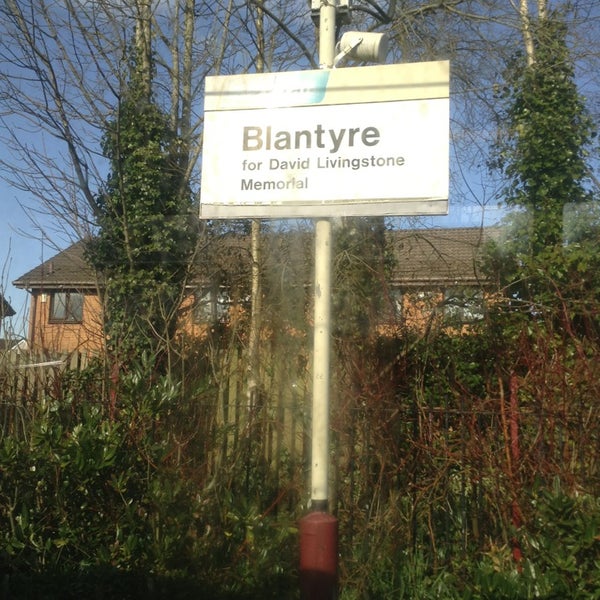 Blantyre
for David Livingstone
Memorial